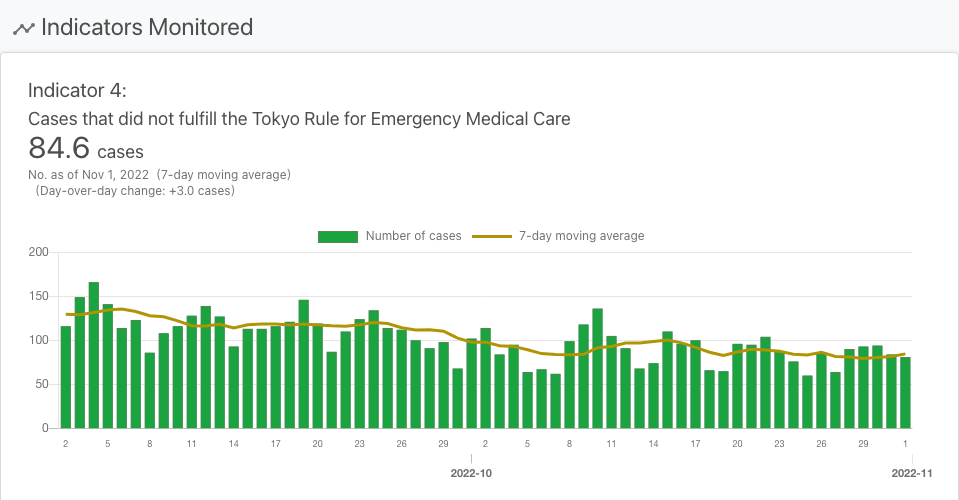 Indicators Monitored
Indicator 4:
Cases that did not fulfill the Tokyo Rule for Emergency Medical Care
84.6 cases
No. as of Nov 1, 2022 (7-day moving average)
(Day-over-day change: +3.0 cases)
Number of cases 7-day moving average
200
150
100
50
0
2 5 8 11 14 17 20 23 26 29 2 5 8 11 14 17 20 23 26 29 1
2022-10 2022-11